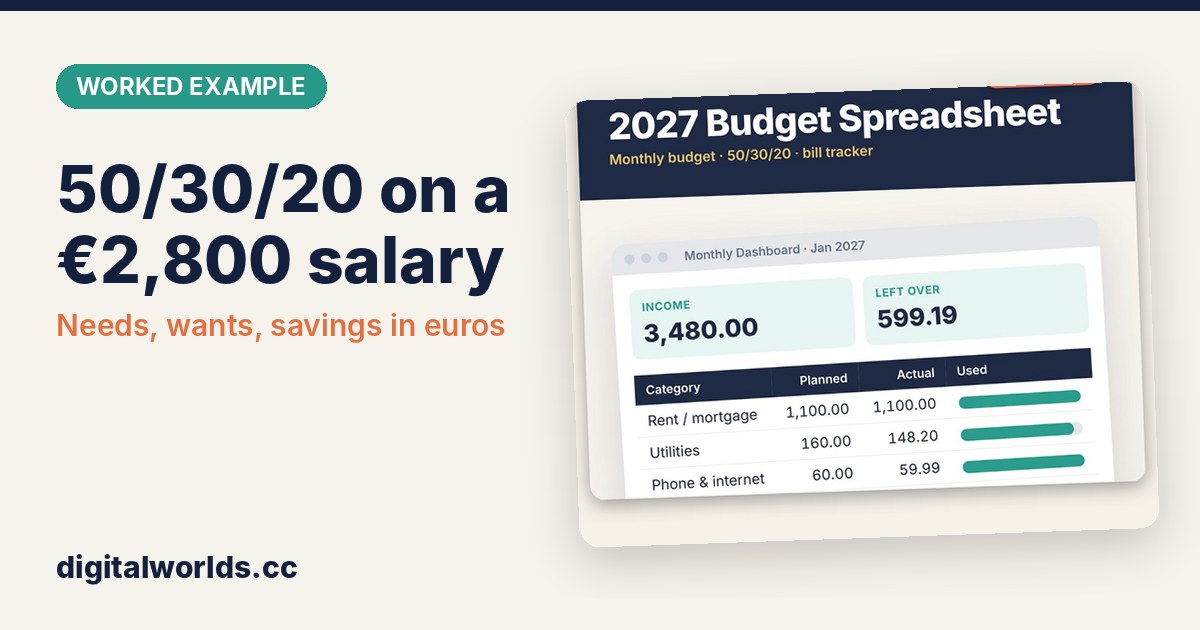 WORKED EXAMPLE
50/30/20 on a
€2,800 salary
Needs, wants, savings in euros
digitalworlds.cc
2027 Budget Spreadsheet
Monthly budget · 50/30/20 · bill tracker
Monthly Dashboard · Jan 2027
INCOME
3,480.00
LEFT OVER
599.19
Category Planned Actual Used
Rent / mortgage 1,100.00 1,100.00
Utilities 160.00 148.20
Phone & internet 60.00 59.99